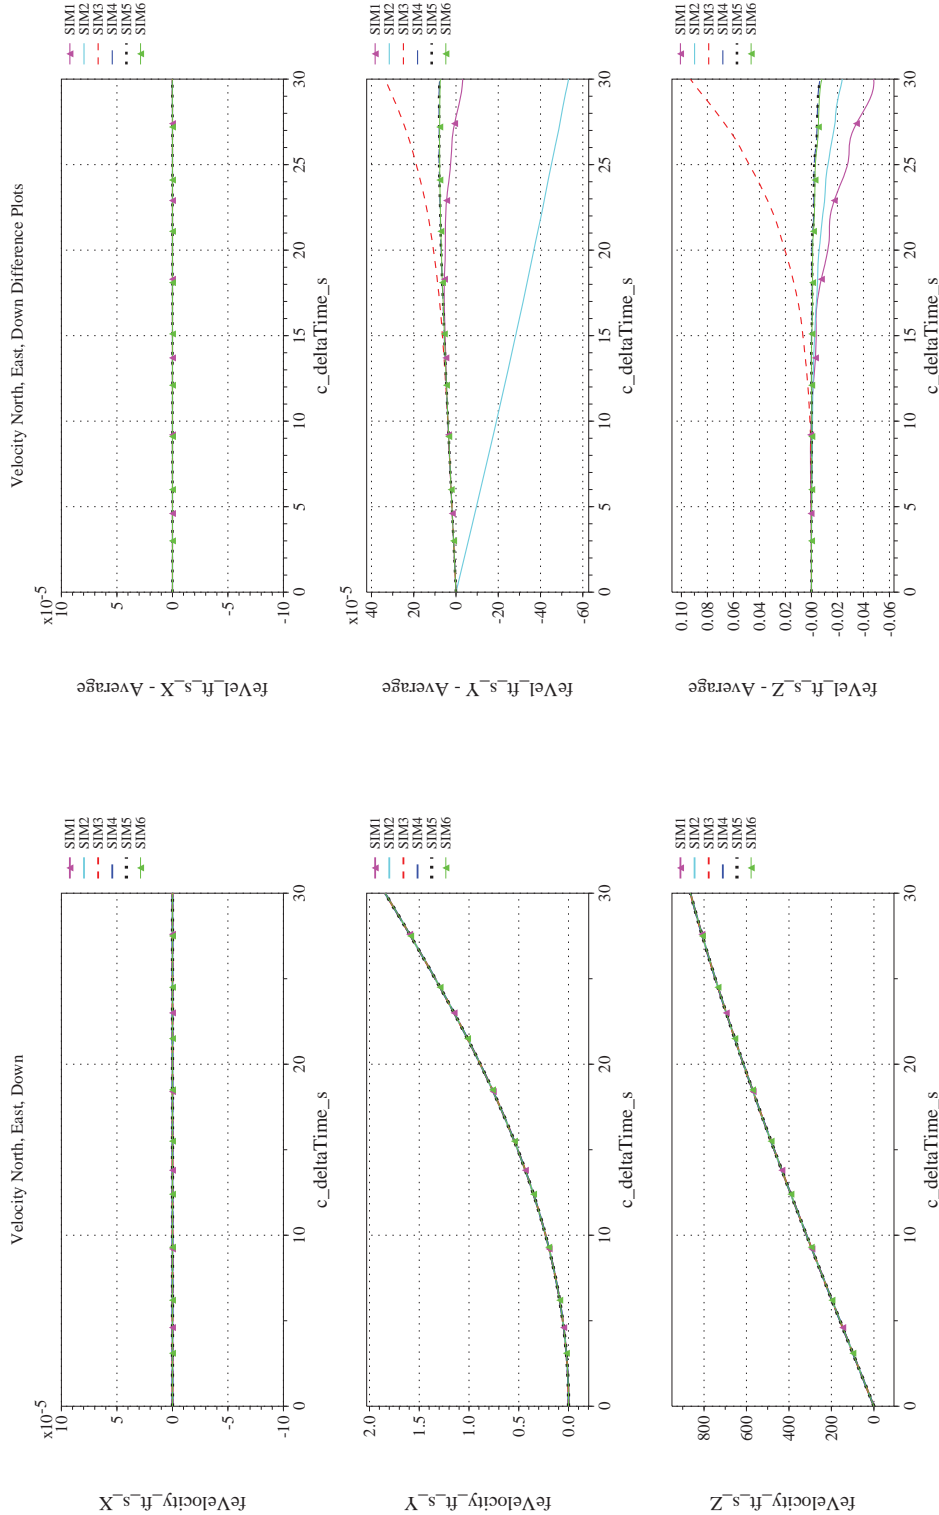 Velocity North, East, Down Difference Plots
x10-5
10
5
0
-5
-10
0
5
10
15
20
25
30
c_deltaTime_s
feVel_ft_s_X - Average
SIM1
SIM2
SIM3
SIM4
SIM5
SIM6
x10-5
40
20
0
-20
-40
-60
0
5
10
15
20
25
30
c_deltaTime_s
feVel_ft_s_Y - Average
SIM1
SIM2
SIM3
SIM4
SIM5
SIM6
0.10
0.08
0.06
0.04
0.02
-0.00
-0.02
-0.04
-0.06
0
5
10
15
20
25
30
c_deltaTime_s
feVel_ft_s_Z - Average
SIM1
SIM2
SIM3
SIM4
SIM5
SIM6
Velocity North, East, Down
x10-5
10
5
0
-5
-10
0
10
20
30
c_deltaTime_s
feVelocity_ft_s_X
SIM1
SIM2
SIM3
SIM4
SIM5
SIM6
2.0
1.5
1.0
0.5
0.0
0
10
20
30
c_deltaTime_s
feVelocity_ft_s_Y
SIM1
SIM2
SIM3
SIM4
SIM5
SIM6
800
600
400
200
0
0
10
20
30
c_deltaTime_s
feVelocity_ft_s_Z
SIM1
SIM2
SIM3
SIM4
SIM5
SIM6